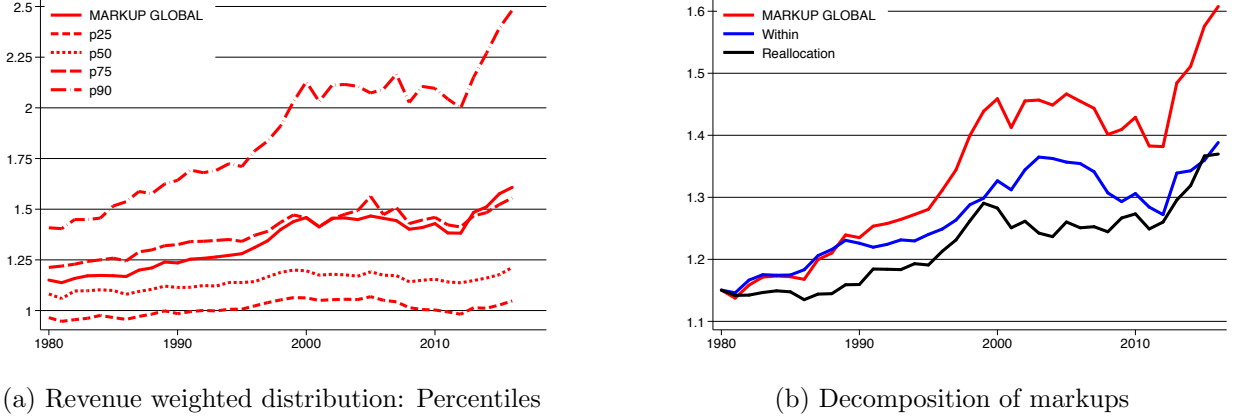 2.5
MARKUP GLOBAL
p25
p50
p75
p90
2.25
2
1.75
1.5
1.25
1
1980
1990
2000
2010
(a) Revenue weighted distribution: Percentiles
1.6
MARKUP GLOBAL
Within
Reallocation
1.5
1.4
1.3
1.2
1.1
1980
1990
2000
2010
(b) Decomposition of markups